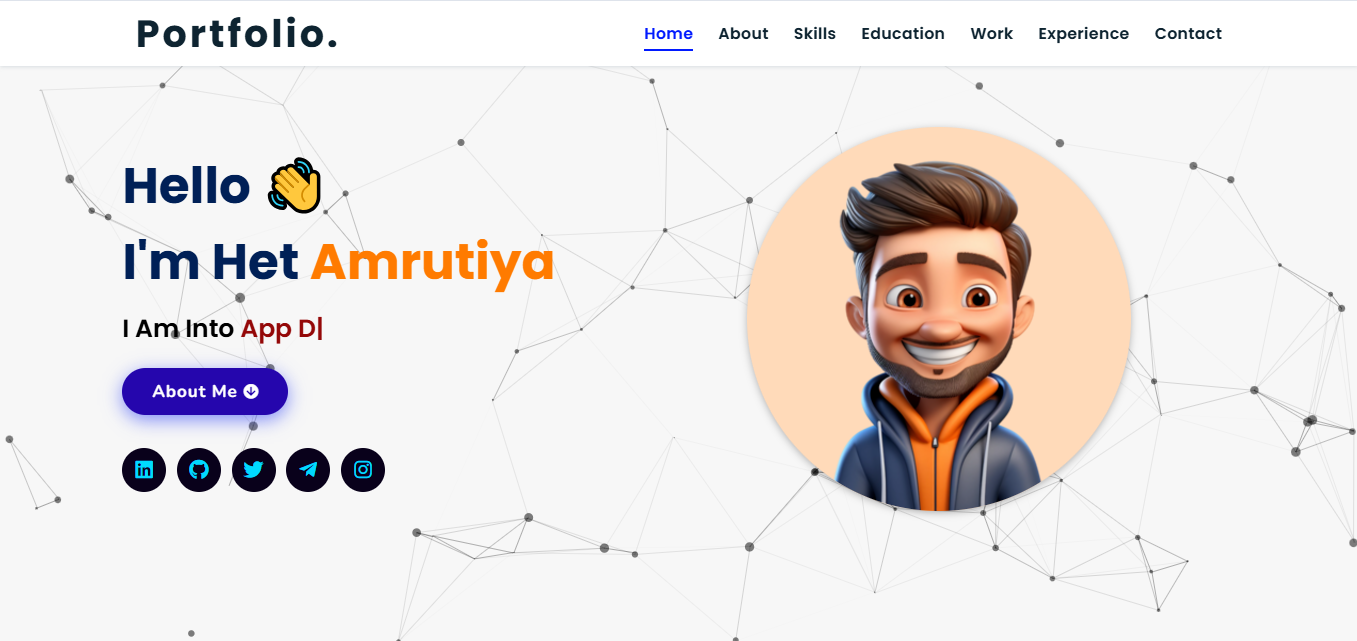 Portfolio.
Home About Skills Education Work Experience Contact
Hello
I'm Het Amrutiya
I Am Into App D|
About Me